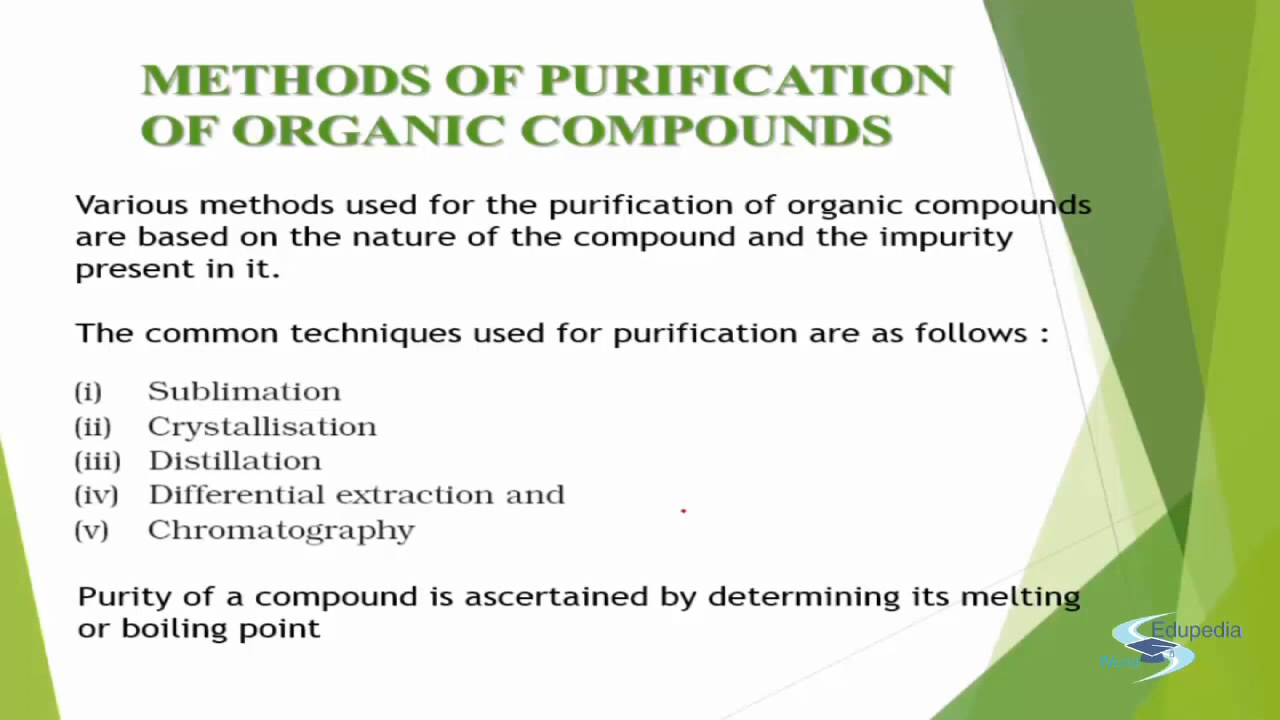 METHODS OF PURIFICATION
OF ORGANIC COMPOUNDS
Various methods used for the purification of organic compounds
are based on the nature of the compound and the impurity
present in it.
The common techniques used for purification are as follows :
(i) Sublimation
(ii) Crystallisation
(iii) Distillation
(iv) Differential extraction and
(v) Chromatography
Purity of a compound is ascertained by determining its melting
or boiling point
Edupedia
World